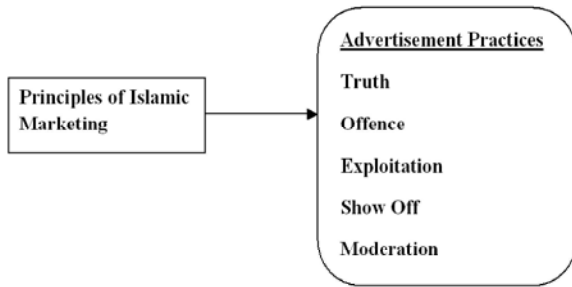 Principles of Islamic
Marketing
Advertisement Practices
Truth
Offence
Exploitation
Show Off
Moderation